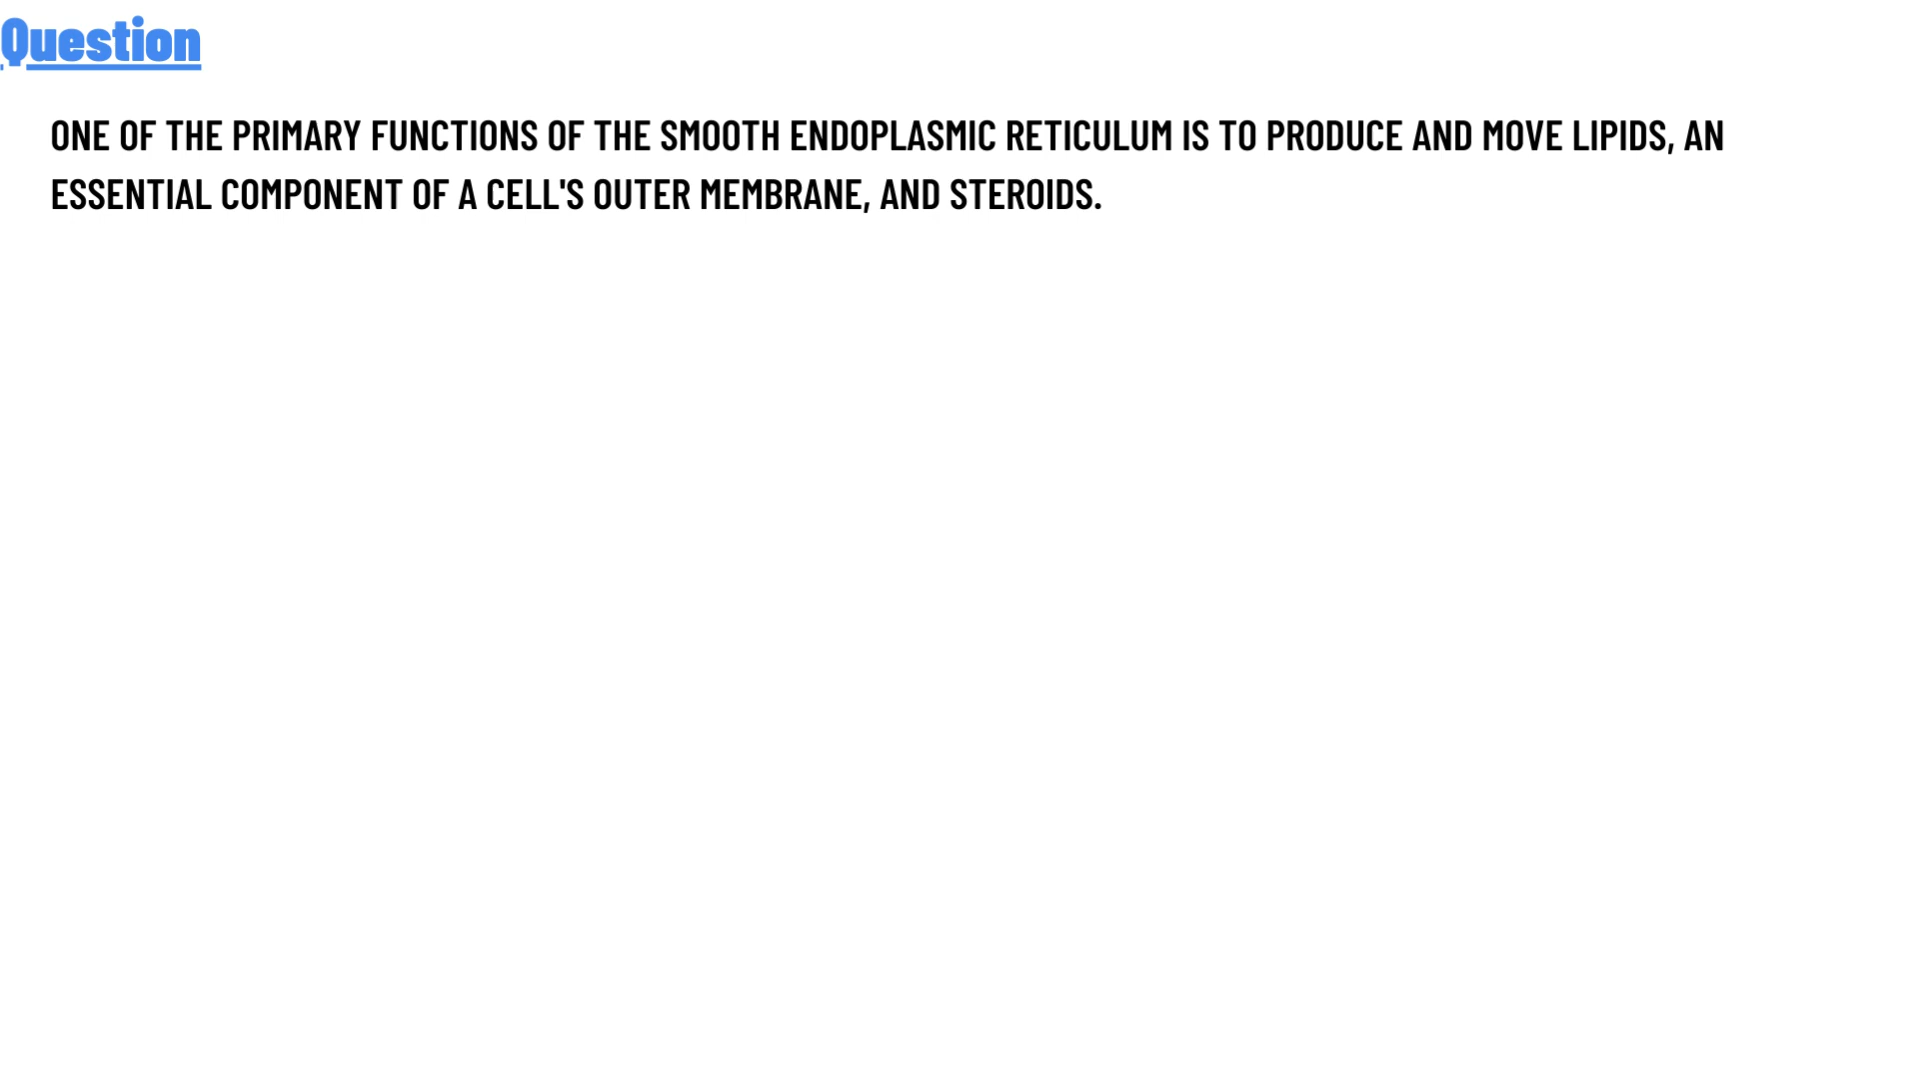 Question
ONE OF THE PRIMARY FUNCTIONS OF THE SMOOTH ENDOPLASMIC RETICULUM IS TO PRODUCE AND MOVE LIPIDS, AN
ESSENTIAL COMPONENT OF A CELL'S OUTER MEMBRANE, AND STEROIDS.